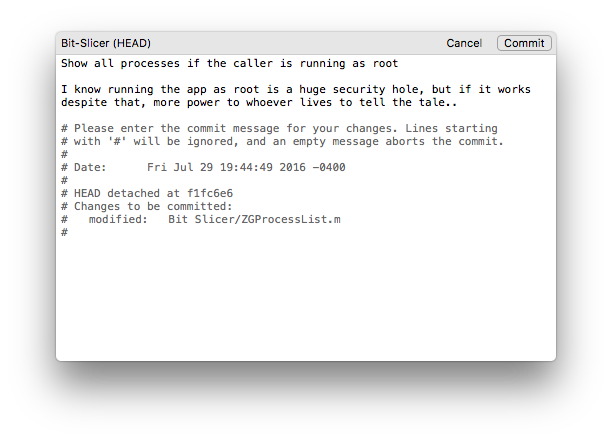 Bit-Slicer (HEAD) Cancel Commit
Show all processes if the caller is running as root

I know running the app as root is a huge security hole, but if it works
despite that, more power to whoever lives to tell the tale..

# Please enter the commit message for your changes. Lines starting
# with '#' will be ignored, and an empty message aborts the commit.
#
# Date:      Fri Jul 29 19:44:49 2016 -0400
#
# HEAD detached at f1fc6e6
# Changes to be committed:
#   modified:   Bit Slicer/ZGProcessList.m
#